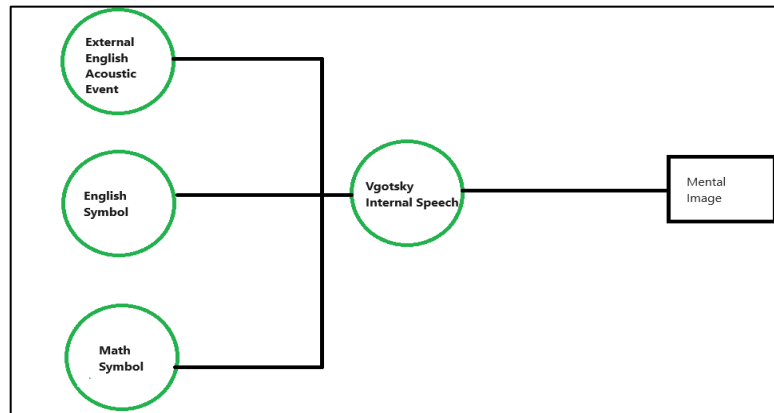 External
English
Acoustic
Event
English
Symbol
Math
Symbol
Vgotsky
Internal Speech
Mental
Image